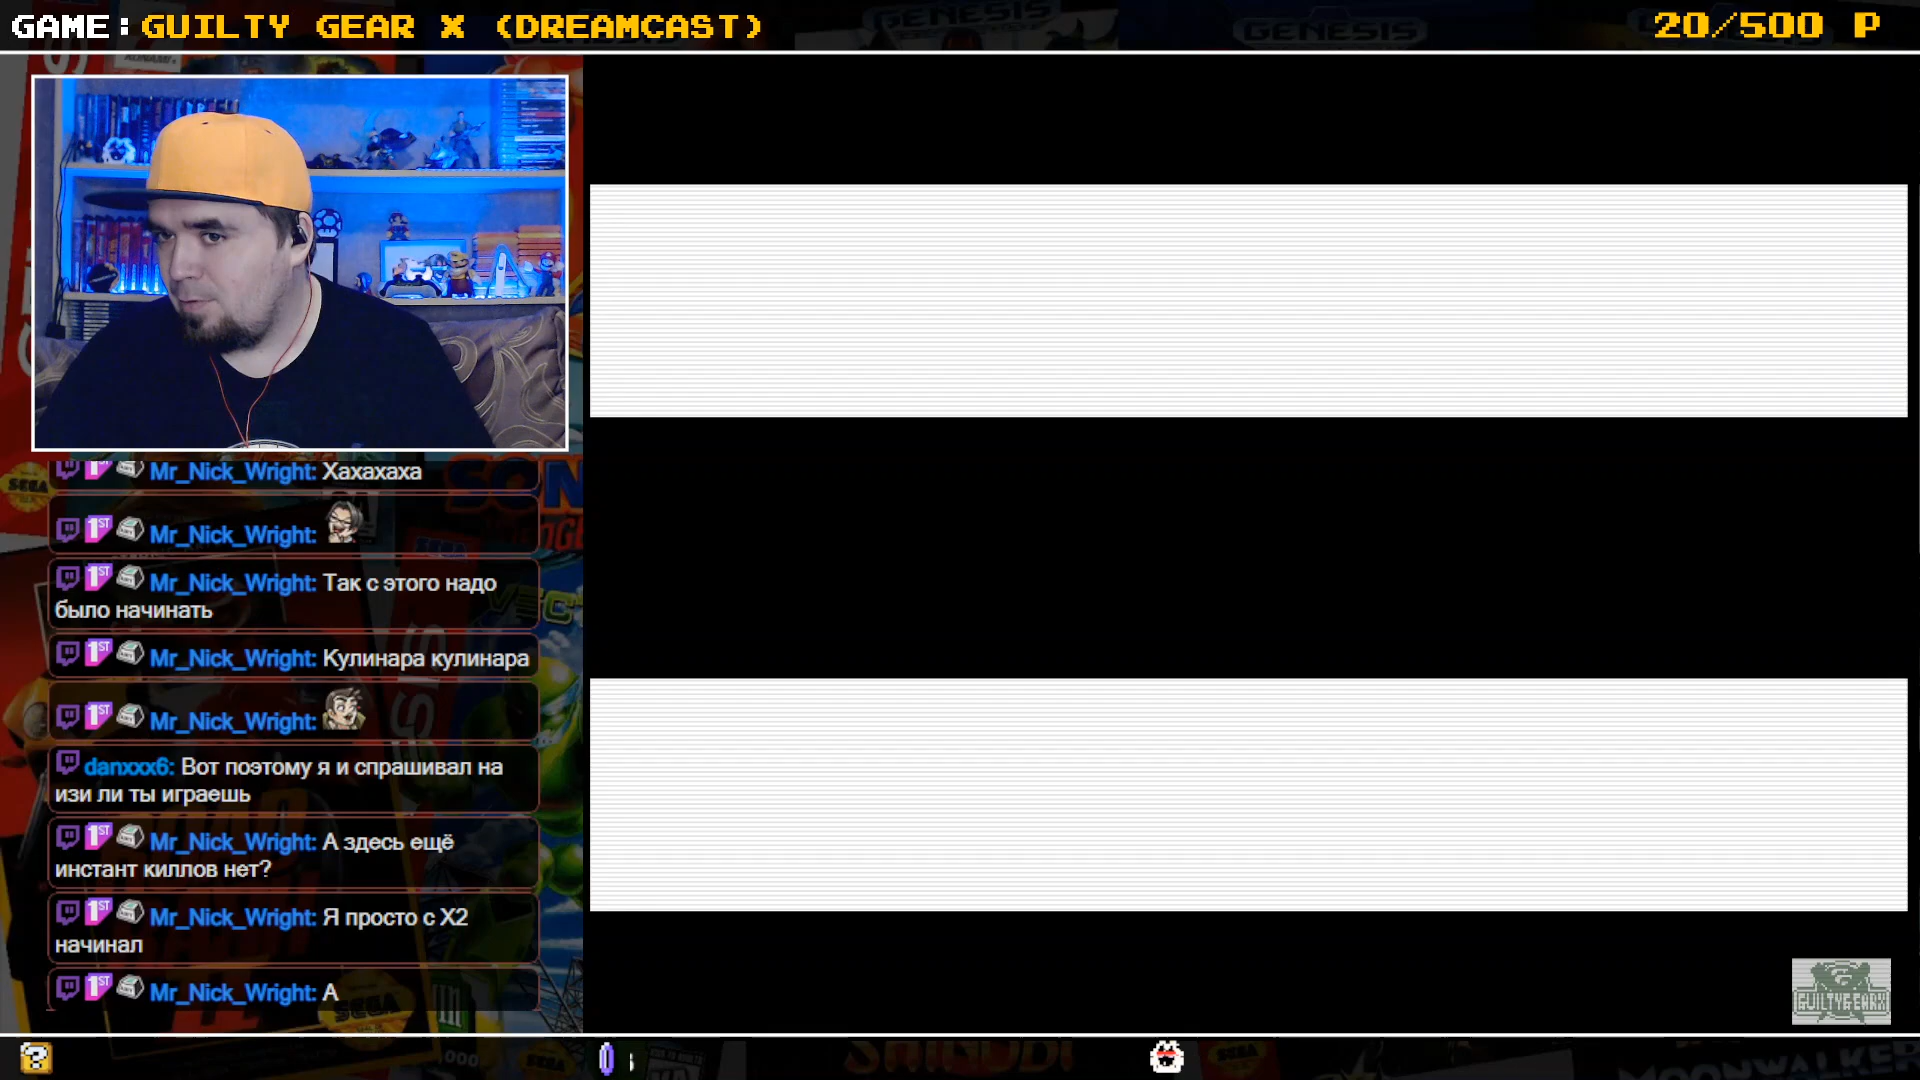 GAME: GUILTY GEAR X (DREAMCAST)
20/500 P
Mr_Nick_Wright: Хахахаха
Mr_Nick_Wright:
Mr_Nick_Wright: Так с этого надо
было начинать
Mr_Nick_Wright: Кулинара кулинара
Mr_Nick_Wright:
danxxx6: Вот поэтому я и спрашивал на
изи ли ты играешь
Mr_Nick_Wright: А здесь ещё
инстант киллов нет?
Mr_Nick_Wright: Я просто с Х2
начинал
Mr_Nick_Wright: А
GUILTYGEARX